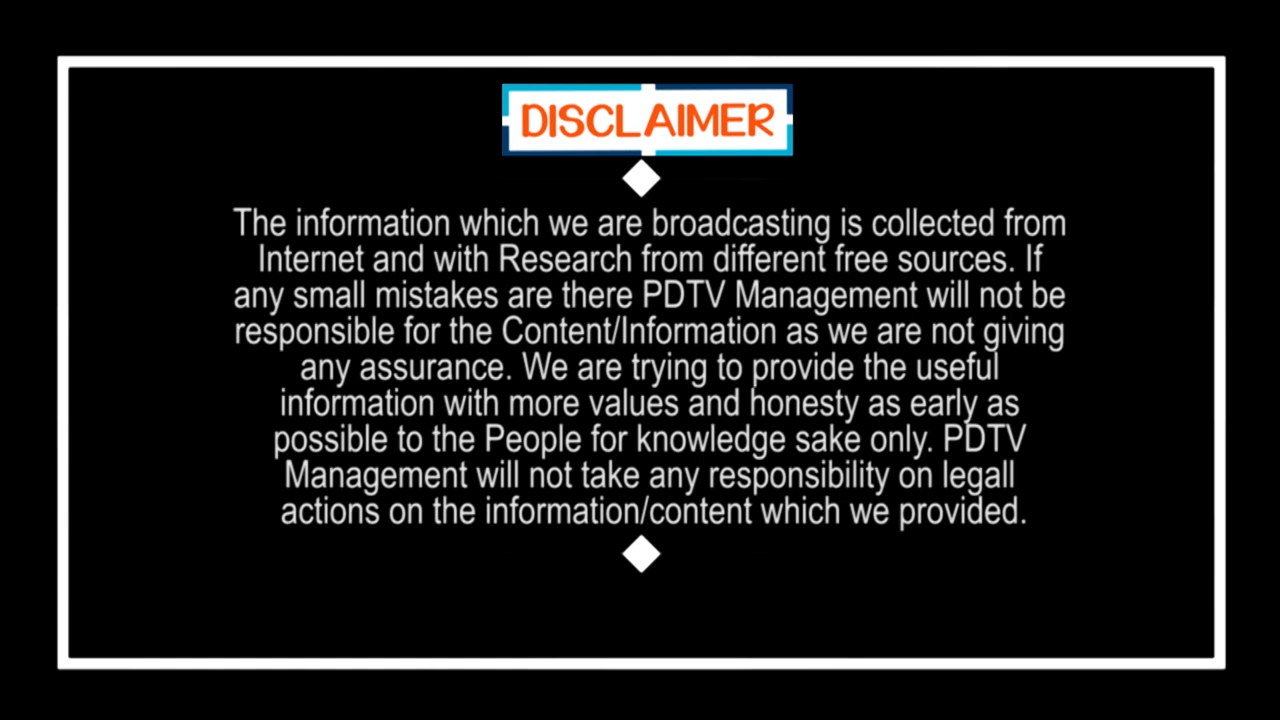 DISCLAIMER
The information which we are broadcasting is collected from
Internet and with Research from different free sources. If
any small mistakes are there PDTV Management will not be
responsible for the Content/Information as we are not giving
any assurance. We are trying to provide the useful
information with more values and honesty as early as
possible to the People for knowledge sake only. PDTV
Management will not take any responsibility on legall
actions on the information/content which we provided.